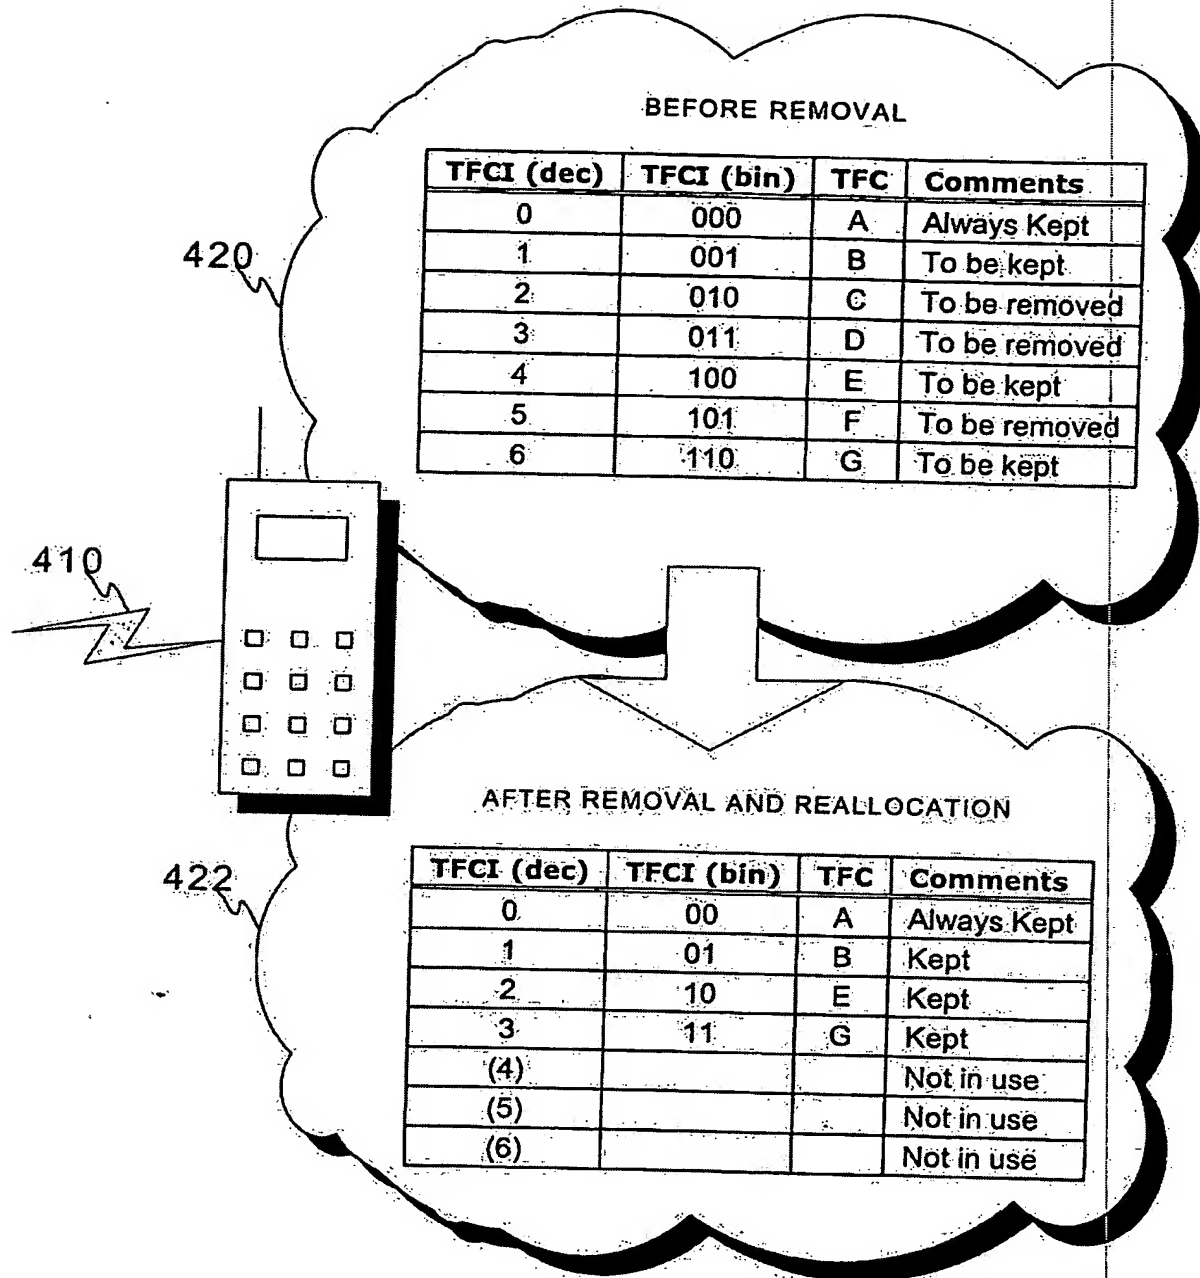 BEFORE REMOVAL
TFCI (dec) TFCI (bin) TFC Comments
0 000 A Always Kept
1 001 B To be kept
2 010 C To be removed
3 011 D To be removed
4 100 E To be kept
5 101 F To be removed
6 110 G To be kept
420
410
AFTER REMOVAL AND REALLOCATION
422
TFCI (dec) TFCI (bin) TFC Comments
0 00 A Always Kept
1 01 B Kept
2 10 E Kept
3 11 G Kept
(4) Not in use
(5) Not in use
(6) Not in use